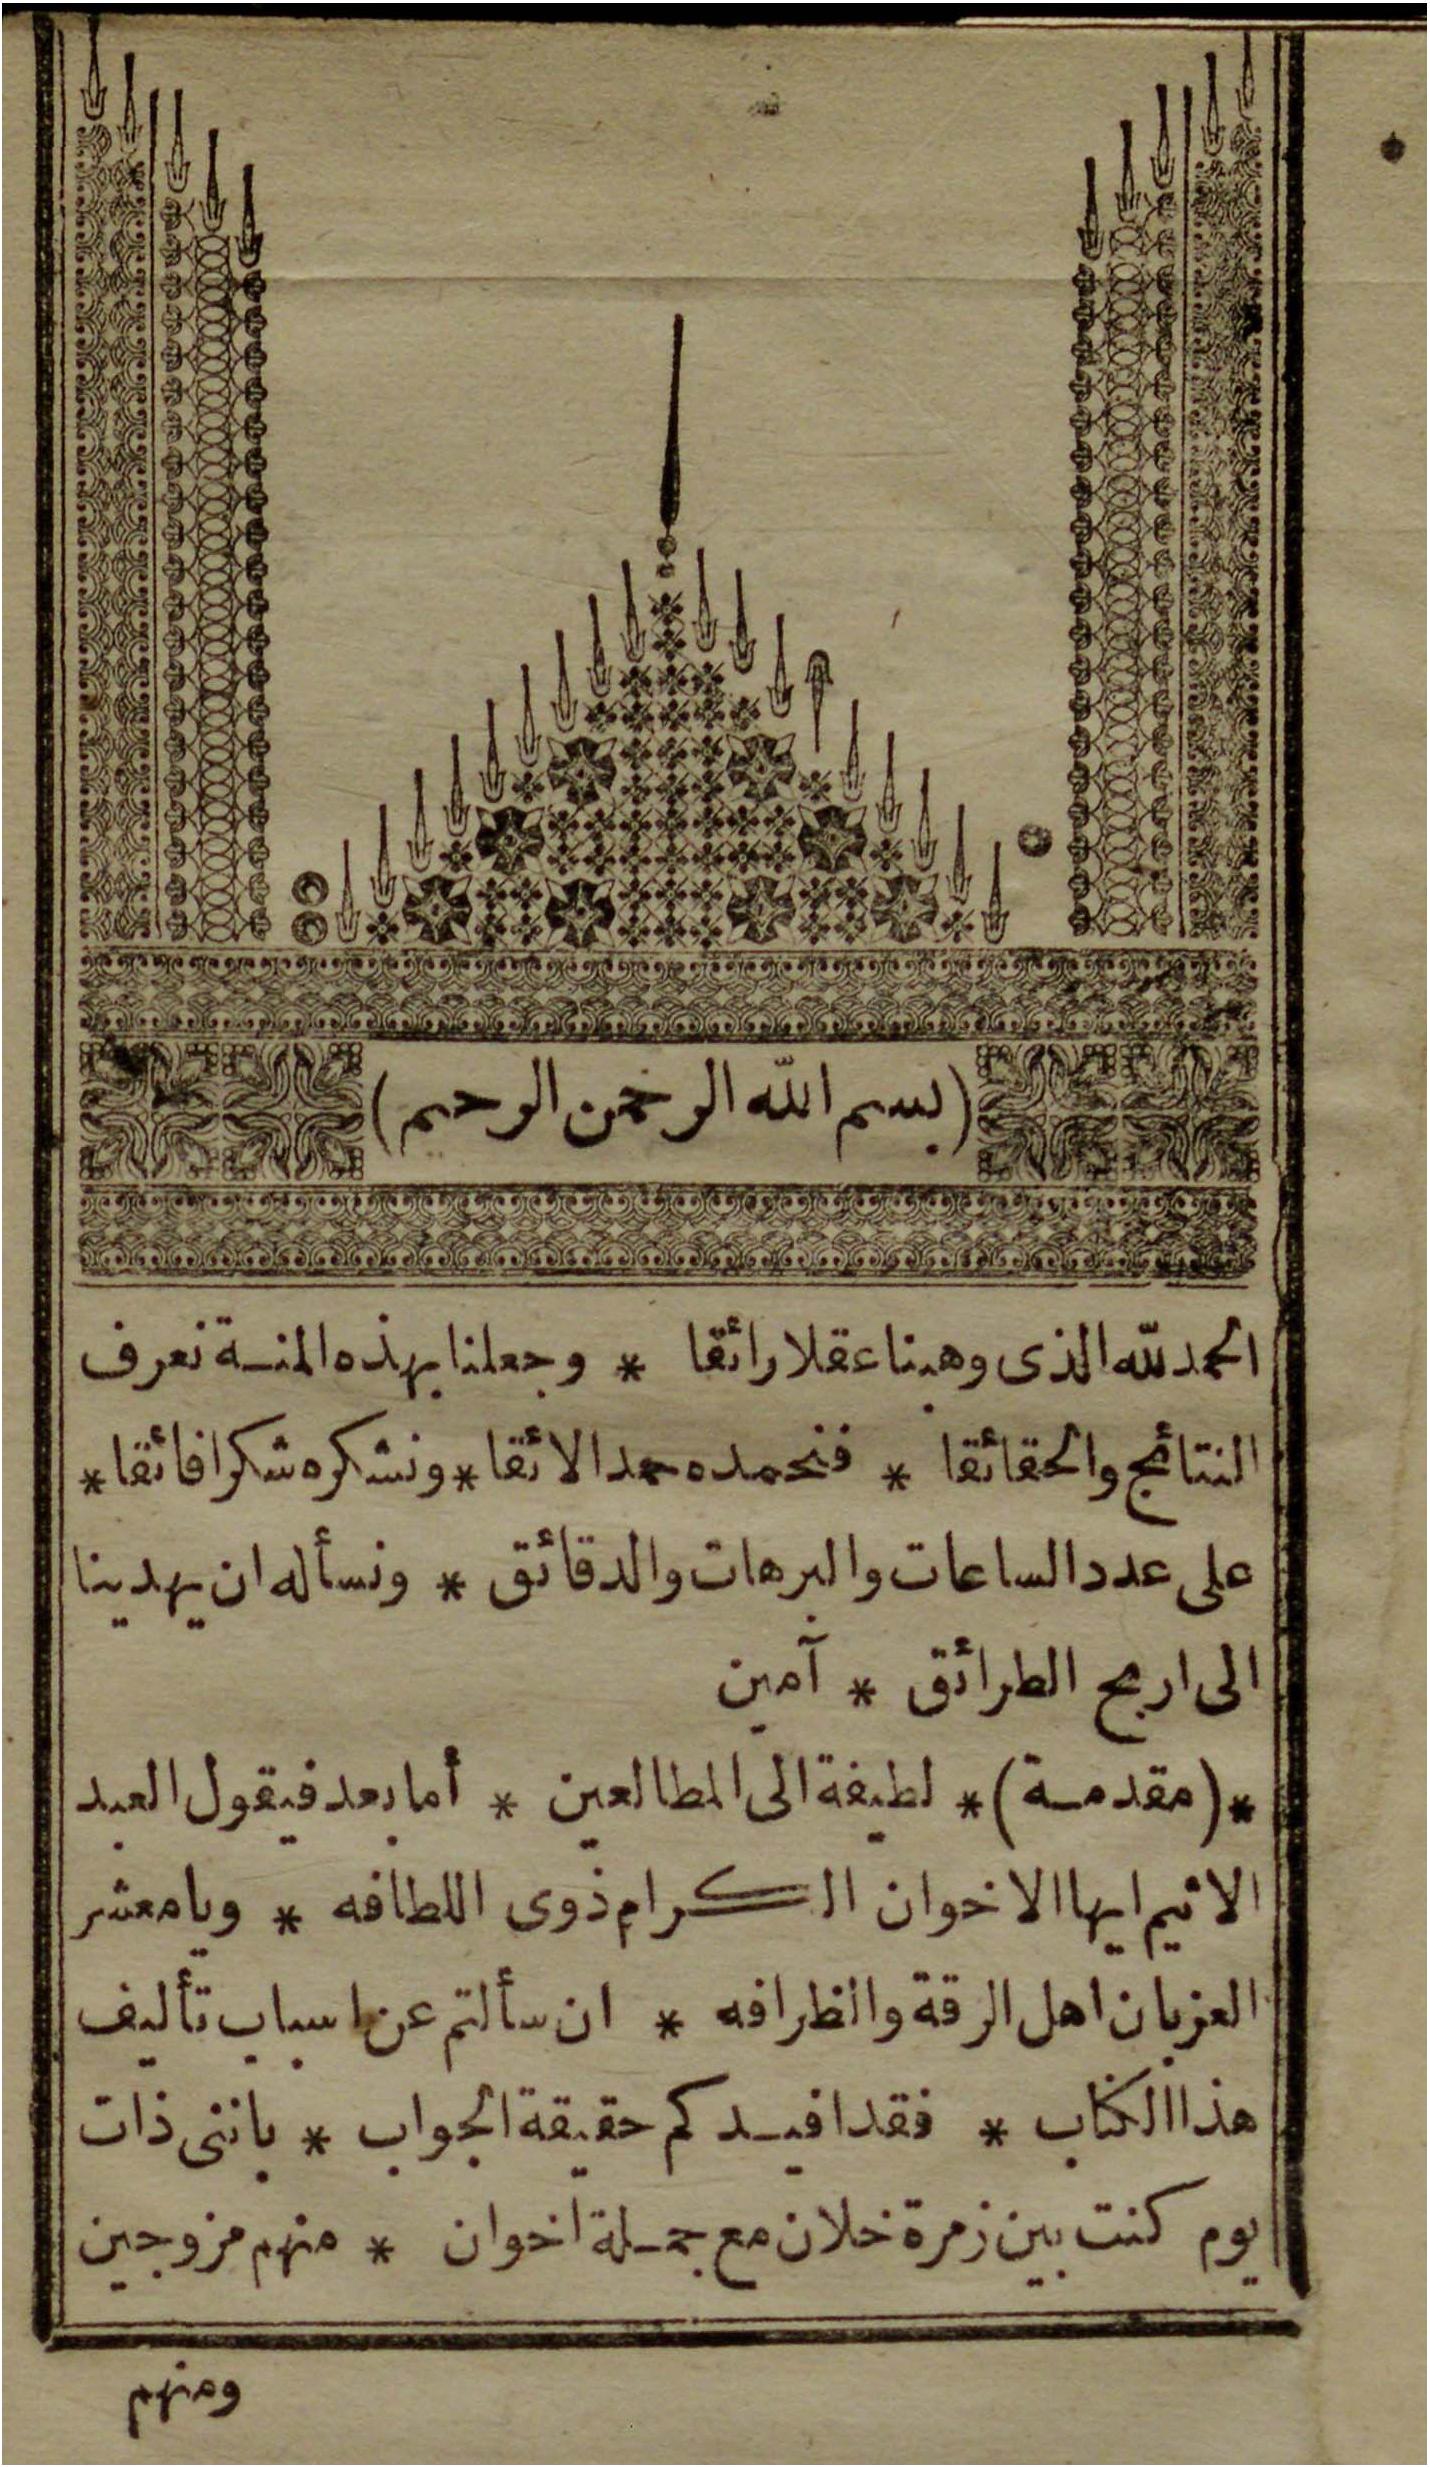 (بسم الله الرحمن الرحيم)
الحمد لله الذى وهبنا عقلا رائقا * وجعلنا بهذه المنة نعرف
النتائج والحقائقا * فنحمده حمدا لائقا * ونشكره شكرا فائقا *
على عدد الساعات والبرهات والدقائق * ونسأله ان يهدينا
الى اربح الطرائق * آمين
*(مقدمة)* لطيفة الى المطالعين * أما بعد فيقول العبد
الاثيم ايها الاخوان الكرام ذوى اللطافه * ويا معشر
العزبان اهل الرقة والظرافه * ان سألتم عن اسباب تأليف
هذا الكتاب * فقد افيدكم حقيقة الجواب * باننى ذات
يوم كنت بين زمرة خلان مع جملة اخوان * منهم مزوجين
ومنهم